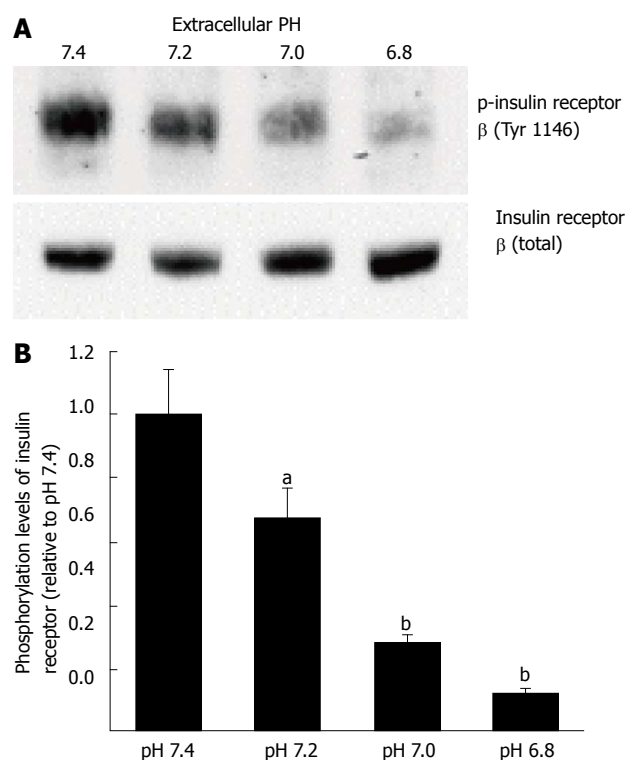 A
Extracellular PH
7.4 7.2 7.0 6.8
p-insulin receptor
β (Tyr 1146)
Insulin receptor
β (total)
B
Phosphorylation levels of insulin
receptor (relative to pH 7.4)
1.2
1.0
0.8
0.6
0.4
0.2
0.0
a
b
b
pH 7.4 pH 7.2 pH 7.0 pH 6.8